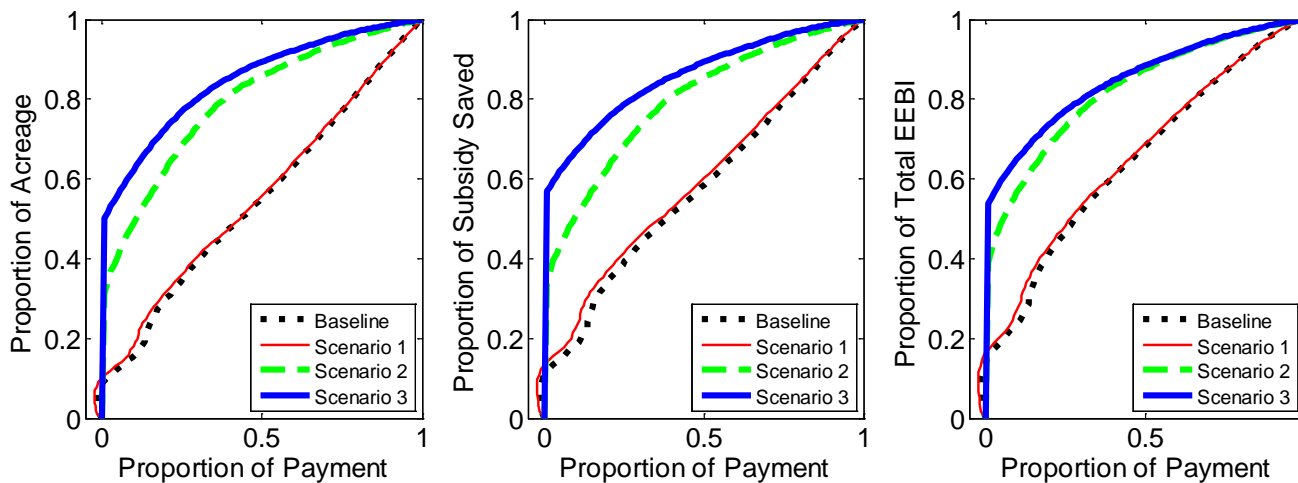 Proportion of Acreage
1
0.8
0.6
0.4
0.2
0
0
0.5
1
Proportion of Payment
Baseline
Scenario 1
Scenario 2
Scenario 3
Proportion of Subsidy Saved
1
0.8
0.6
0.4
0.2
0
0
0.5
1
Proportion of Payment
Baseline
Scenario 1
Scenario 2
Scenario 3
Proportion of Total EEBI
1
0.8
0.6
0.4
0.2
0
0
0.5
Proportion of Payment
Baseline
Scenario 1
Scenario 2
Scenario 3